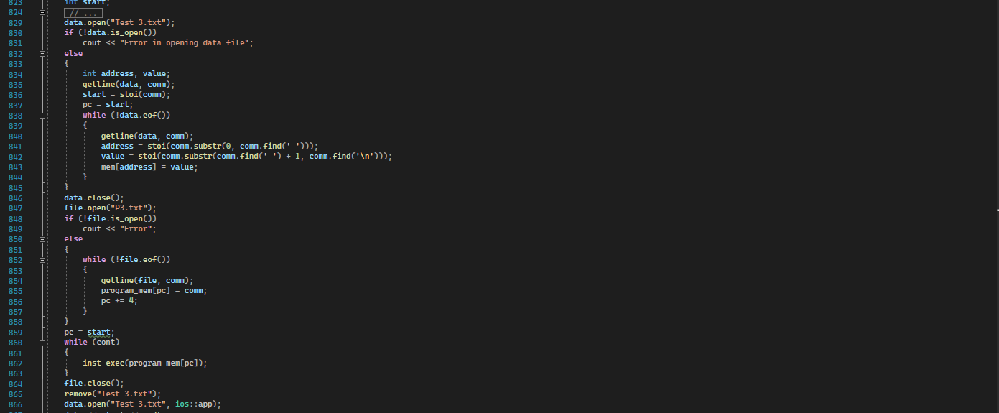 823 int start;
824 // ...
829 data.open("Test 3.txt");
830 if (!data.is_open())
831 cout << "Error in opening data file";
832 else
833 {
834 int address, value;
835 getline(data, comm);
836 start = stoi(comm);
837 pc = start;
838 while (!data.eof())
839 {
840 getline(data, comm);
841 address = stoi(comm.substr(0, comm.find(' ')));
842 value = stoi(comm.substr(comm.find(' ') + 1, comm.find('\n')));
843 mem[address] = value;
844 }
845 }
846 data.close();
847 file.open("P3.txt");
848 if (!file.is_open())
849 cout << "Error";
850 else
851 {
852 while (!file.eof())
853 {
854 getline(file, comm);
855 program_mem[pc] = comm;
856 pc += 4;
857 }
858 }
859 pc = start;
860 while (cont)
861 {
862 inst_exec(program_mem[pc]);
863 }
864 file.close();
865 remove("Test 3.txt");
866 data.open("Test 3.txt", ios::app);